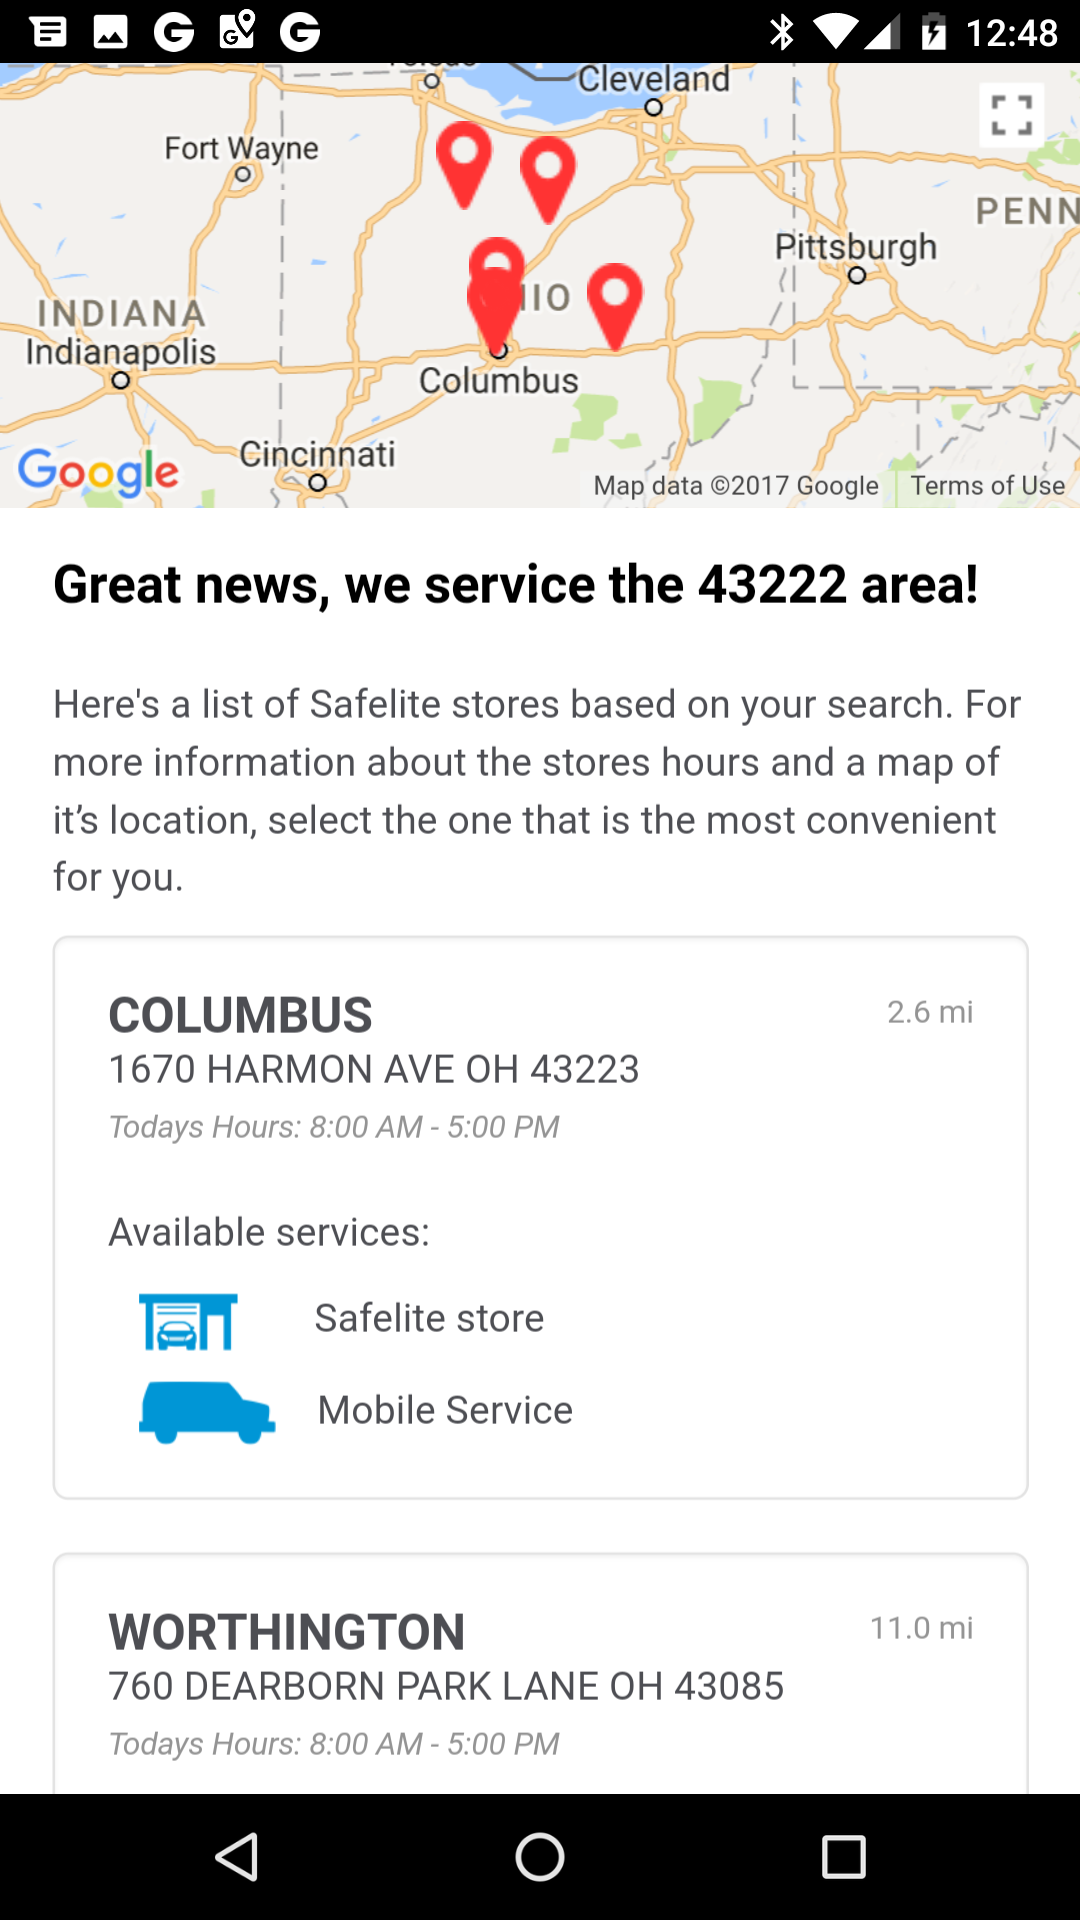 12:48
Cleveland
Fort Wayne
PENN
Pittsburgh
INDIANA
Indianapolis
Columbus
Cincinnati
Google
Map data ©2017 Google
Terms of Use
Great news, we service the 43222 area!
Here's a list of Safelite stores based on your search. For
more information about the stores hours and a map of
it’s location, select the one that is the most convenient
for you.
COLUMBUS
2.6 mi
1670 HARMON AVE OH 43223
Todays Hours: 8:00 AM - 5:00 PM
Available services:
Safelite store
Mobile Service
WORTHINGTON
11.0 mi
760 DEARBORN PARK LANE OH 43085
Todays Hours: 8:00 AM - 5:00 PM